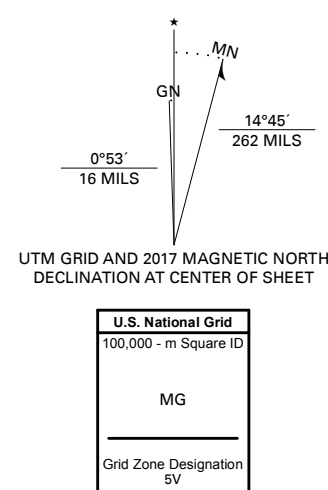 ★
MN
GN
14°45´
262 MILS
0°53´
16 MILS
UTM GRID AND 2017 MAGNETIC NORTH
DECLINATION AT CENTER OF SHEET
U.S. National Grid
100,000 - m Square ID
MG
Grid Zone Designation
5V